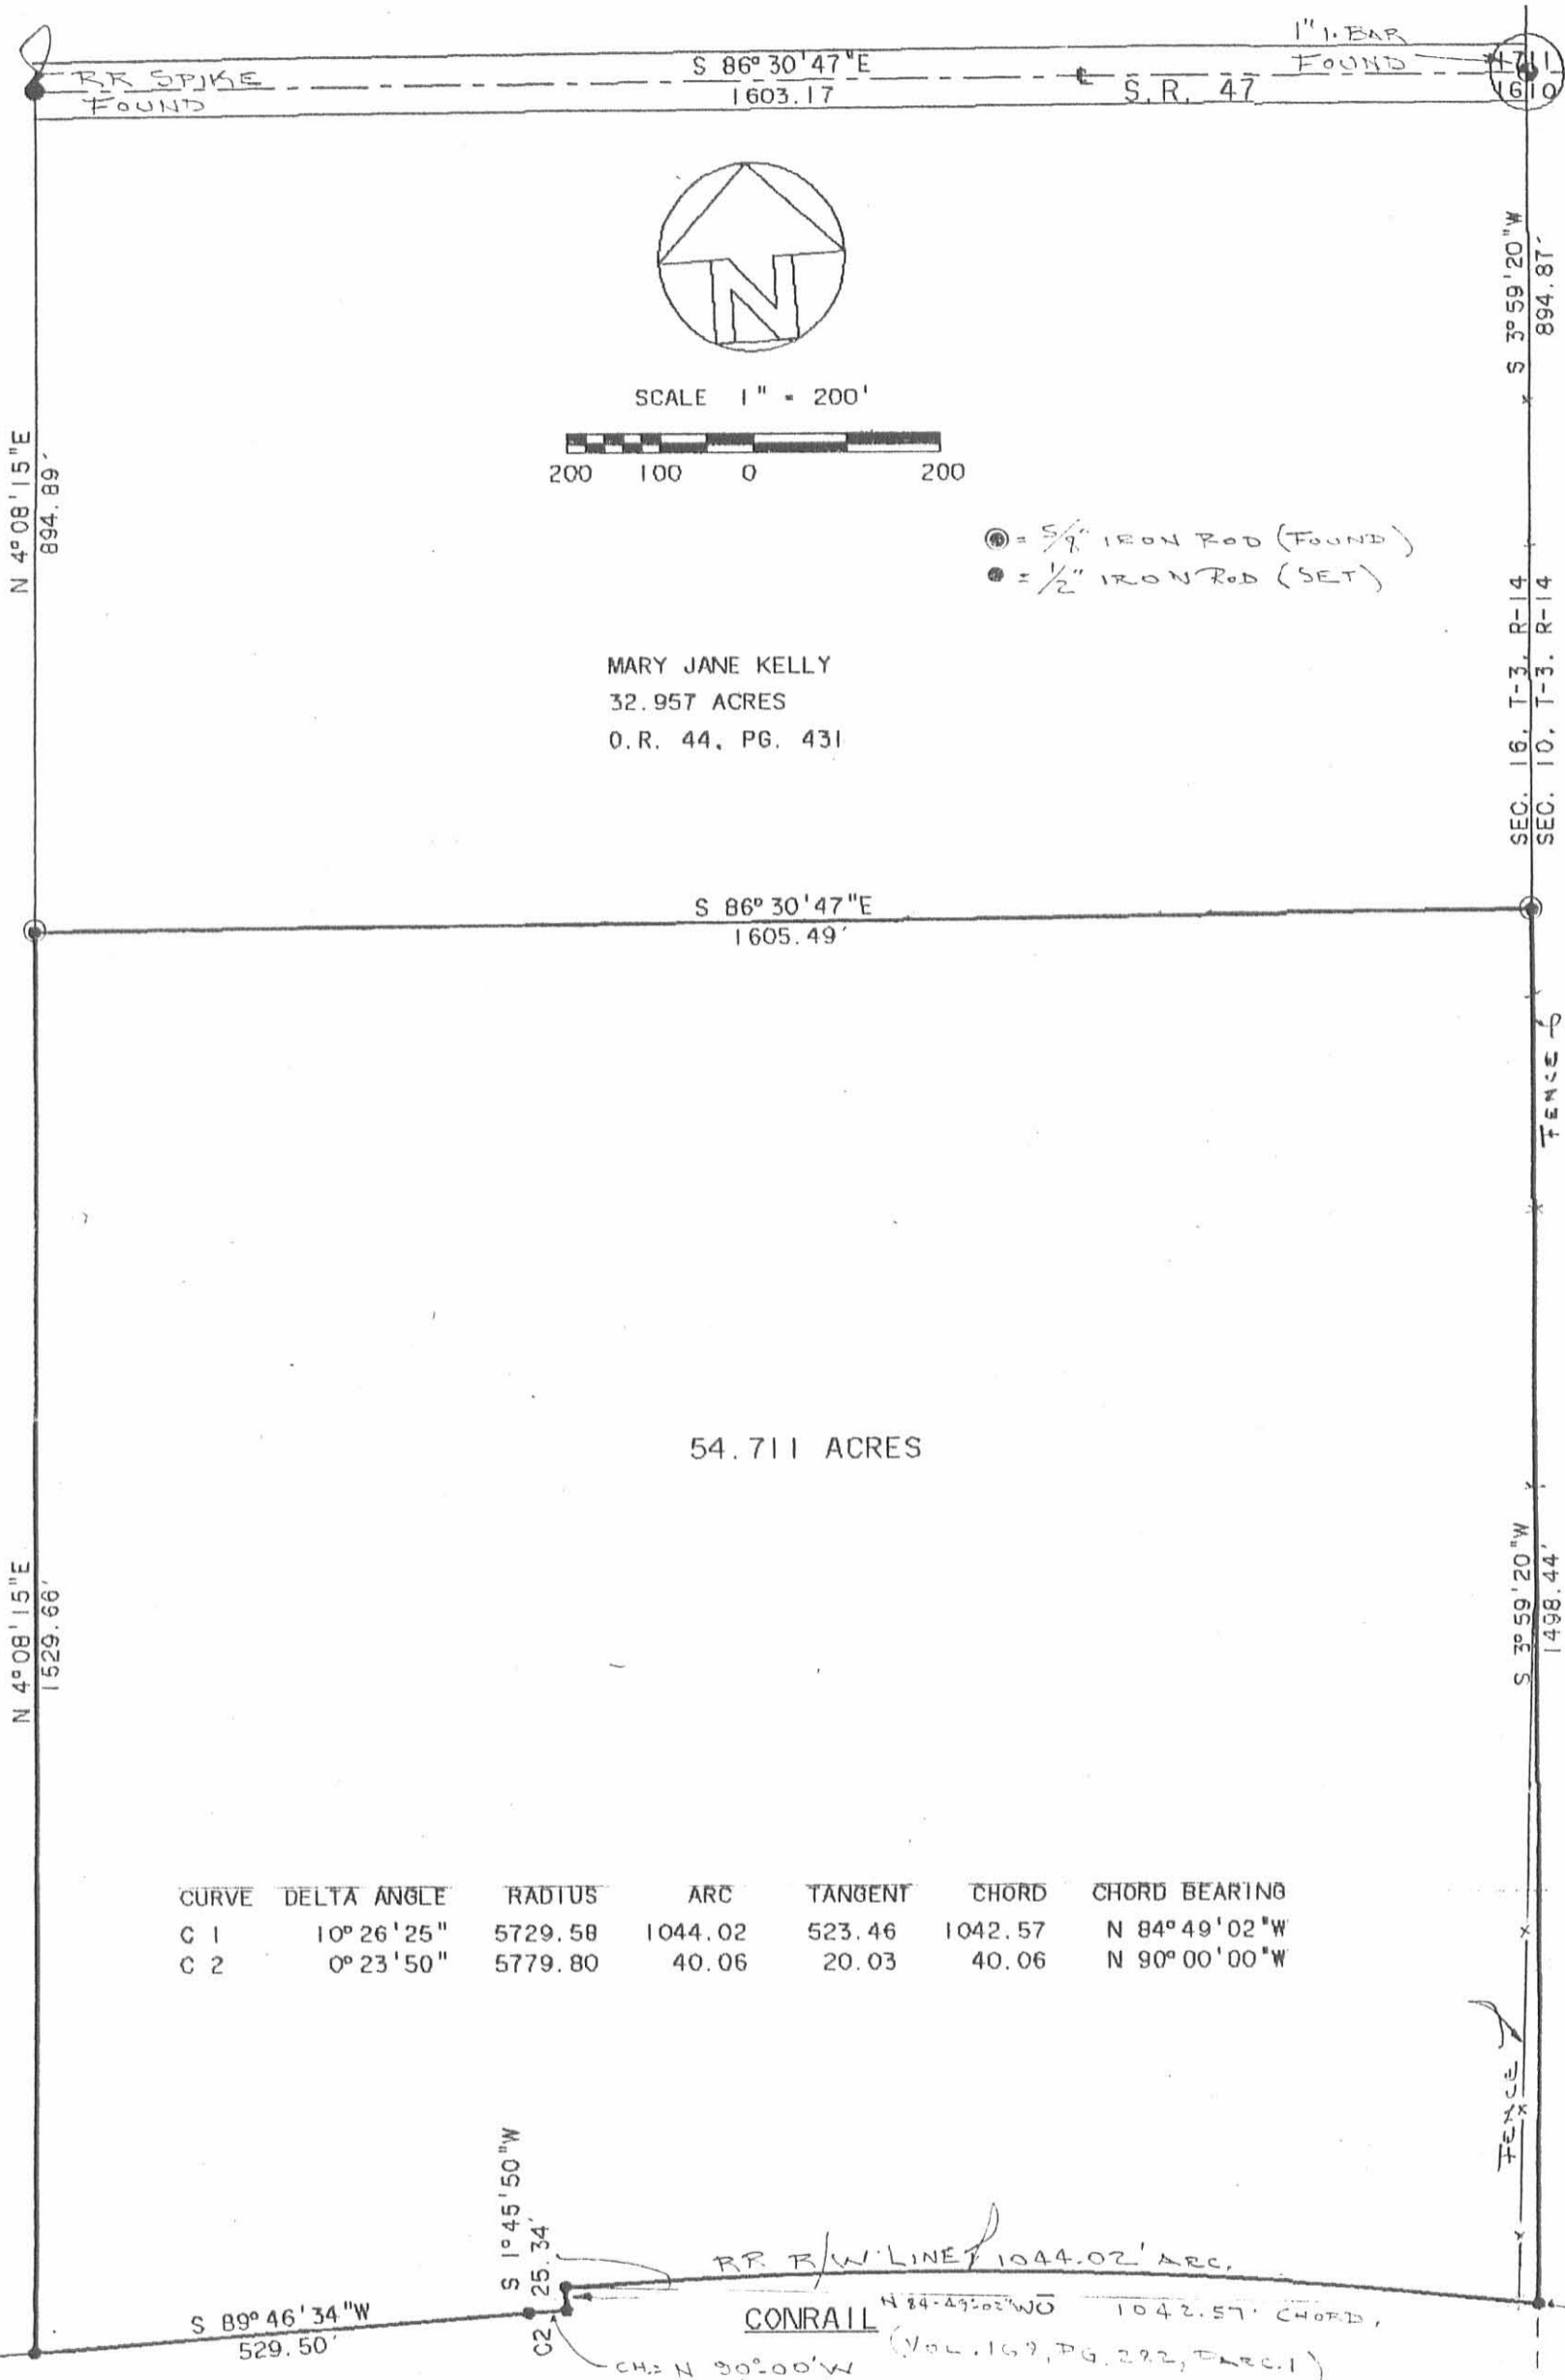 1" I. BAR
FOUND
17 11
16 10
RR SPIKE
FOUND
S 86° 30' 47" E
1603.17
℄
S.R. 47
S 3° 59' 20" W
894.87'
N
SCALE 1" = 200'
200 100 0 200
N 4° 08' 15" E
894.89'
IRON ROD (FOUND)
= 1/2" IRON ROD (SET)
SEC. 16, T-3, R-14
SEC. 10, T-3, R-14
MARY JANE KELLY
32.957 ACRES
O.R. 44, PG. 431
S 86° 30' 47" E
1605.49'
FENCE
54.711 ACRES
S 3° 59' 20" W
1498.44'
N 4° 08' 15" E
1529.66'
CURVE DELTA ANGLE RADIUS ARC TANGENT CHORD CHORD BEARING
C 1 10° 26' 25" 5729.58 1044.02 523.46 1042.57 N 84° 49' 02" W
C 2 0° 23' 50" 5779.80 40.06 20.03 40.06 N 90° 00' 00" W
FENCE
S 1° 45' 50" W
25.34'
RR R/W LINE 1044.02' ARC.
S 89° 46' 34" W
529.50'
C2
CONRAIL
N 84-49'-02" W
1042.57' CHORD,
CH.= N 90°-00' W